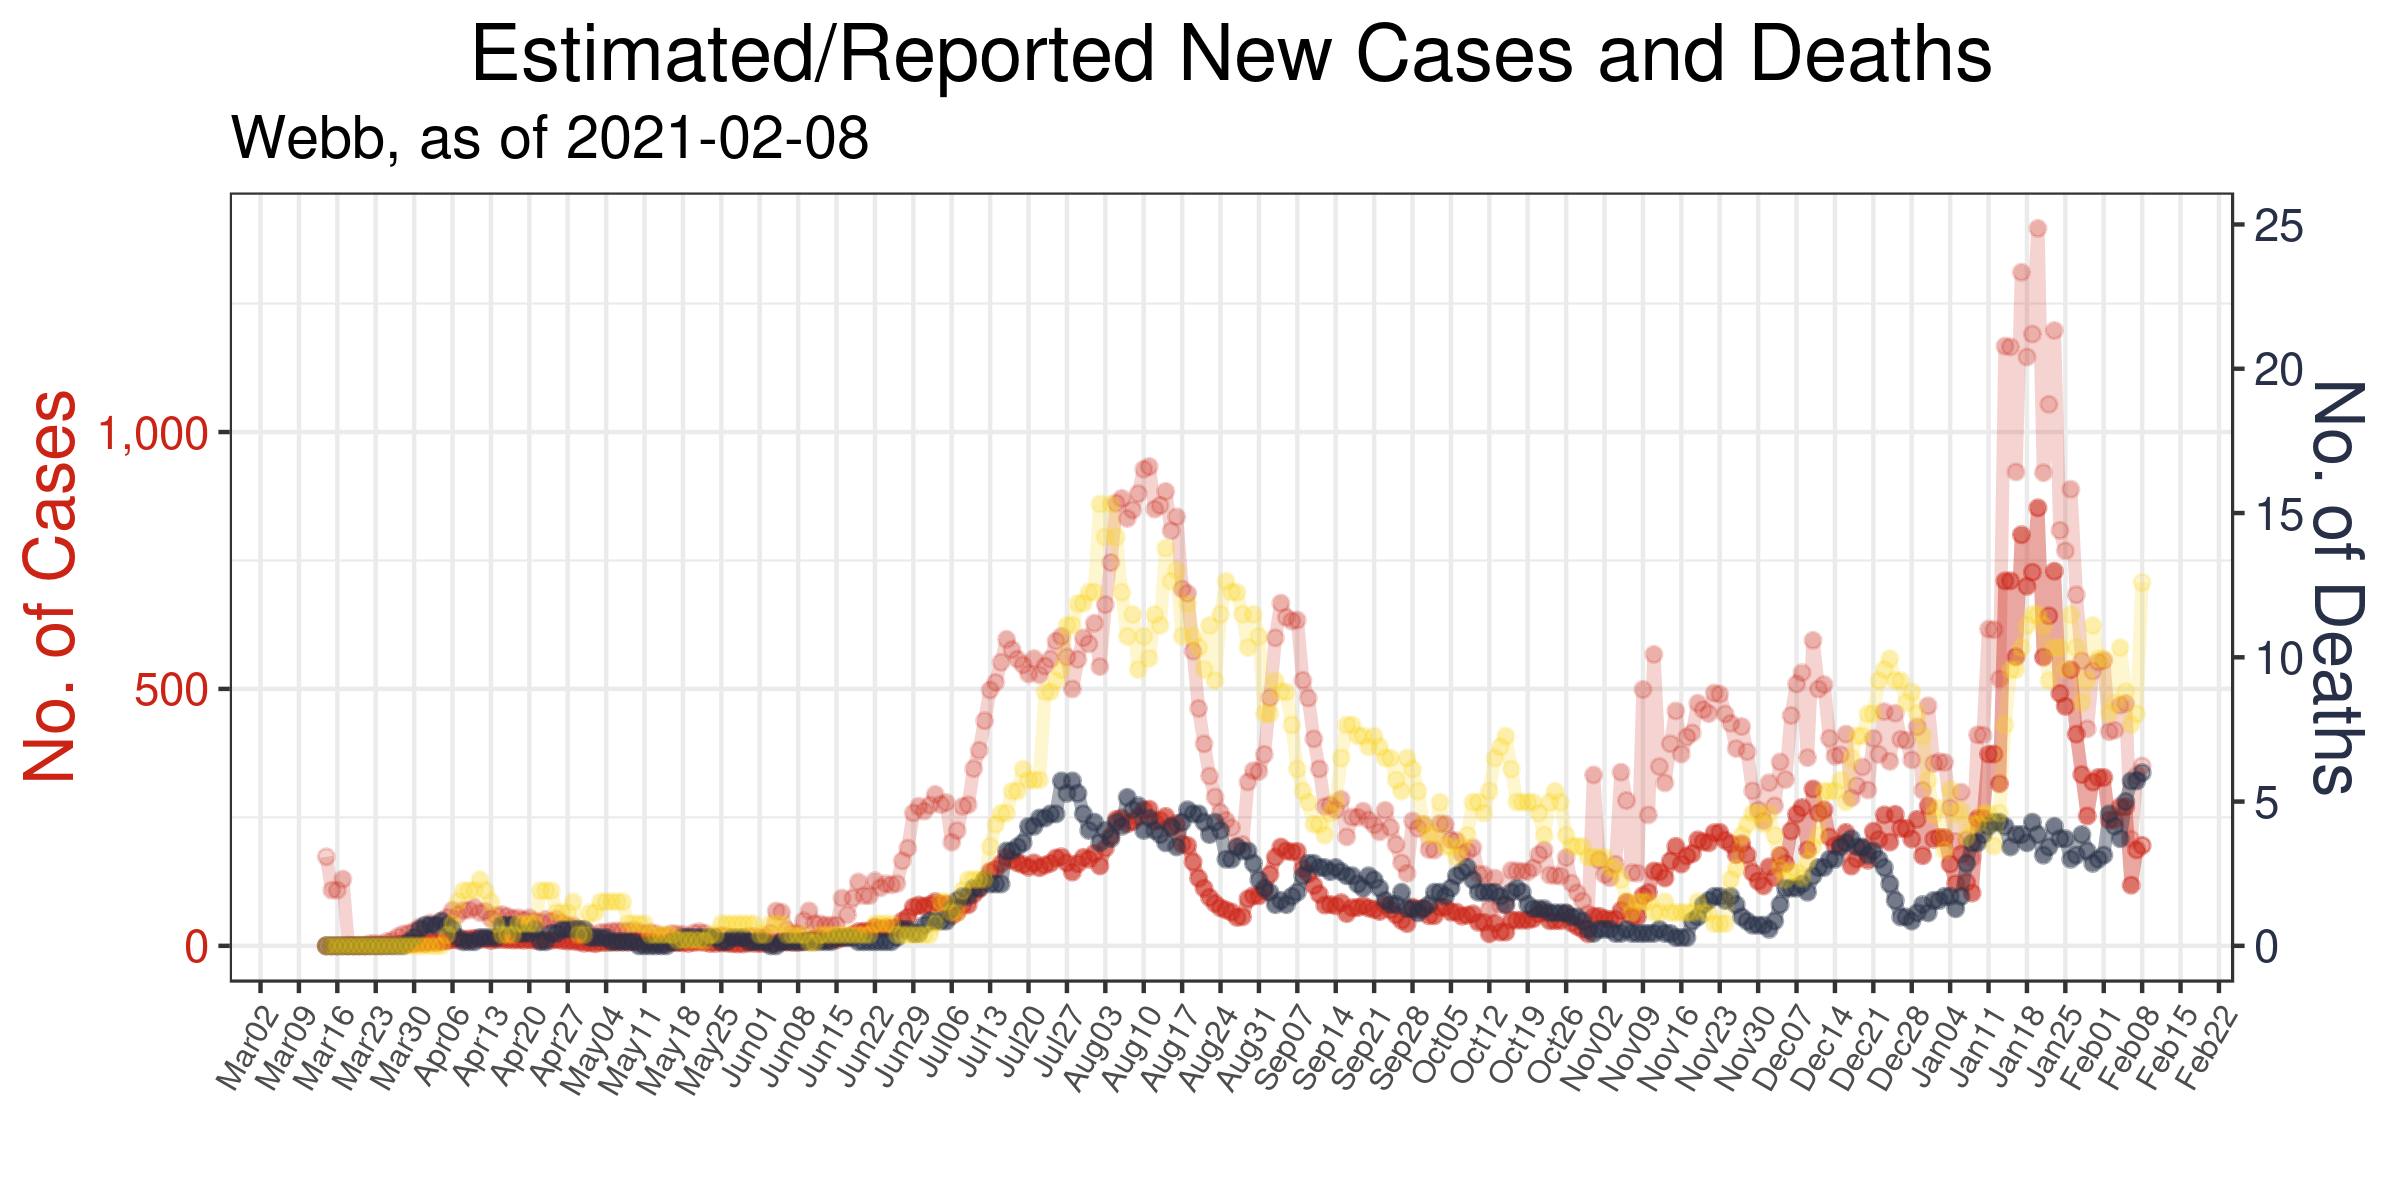 Estimated/Reported New Cases and Deaths
Webb, as of 2021-02-08
No. of Cases
1,000
500
0
25
20
15
10
5
0
No. of Deaths
Mar02
Mar09
Mar16
Mar23
Mar30
Apr06
Apr13
Apr20
Apr27
May04
May11
May18
May25
Jun01
Jun08
Jun15
Jun22
Jun29
Jul06
Jul13
Jul20
Jul27
Aug03
Aug10
Aug17
Aug24
Aug31
Sep07
Sep14
Sep21
Sep28
Oct05
Oct12
Oct19
Oct26
Nov02
Nov09
Nov16
Nov23
Nov30
Dec07
Dec14
Dec21
Dec28
Jan04
Jan11
Jan18
Jan25
Feb01
Feb08
Feb15
Feb22